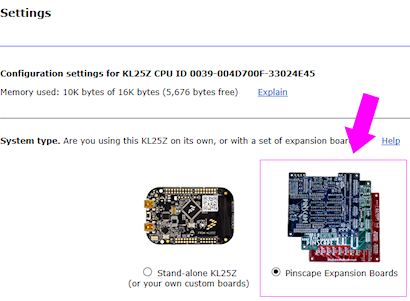 Settings
Configuration settings for KL25Z CPU ID 0039-004D700F-33024E45
Memory used: 10K bytes of 16K bytes (5,676 bytes free) Explain
System type. Are you using this KL25Z on its own, or with a set of expansion Help
Stand-alone KL25Z
(or your own custom boards)
Pinscape Expansion Boards